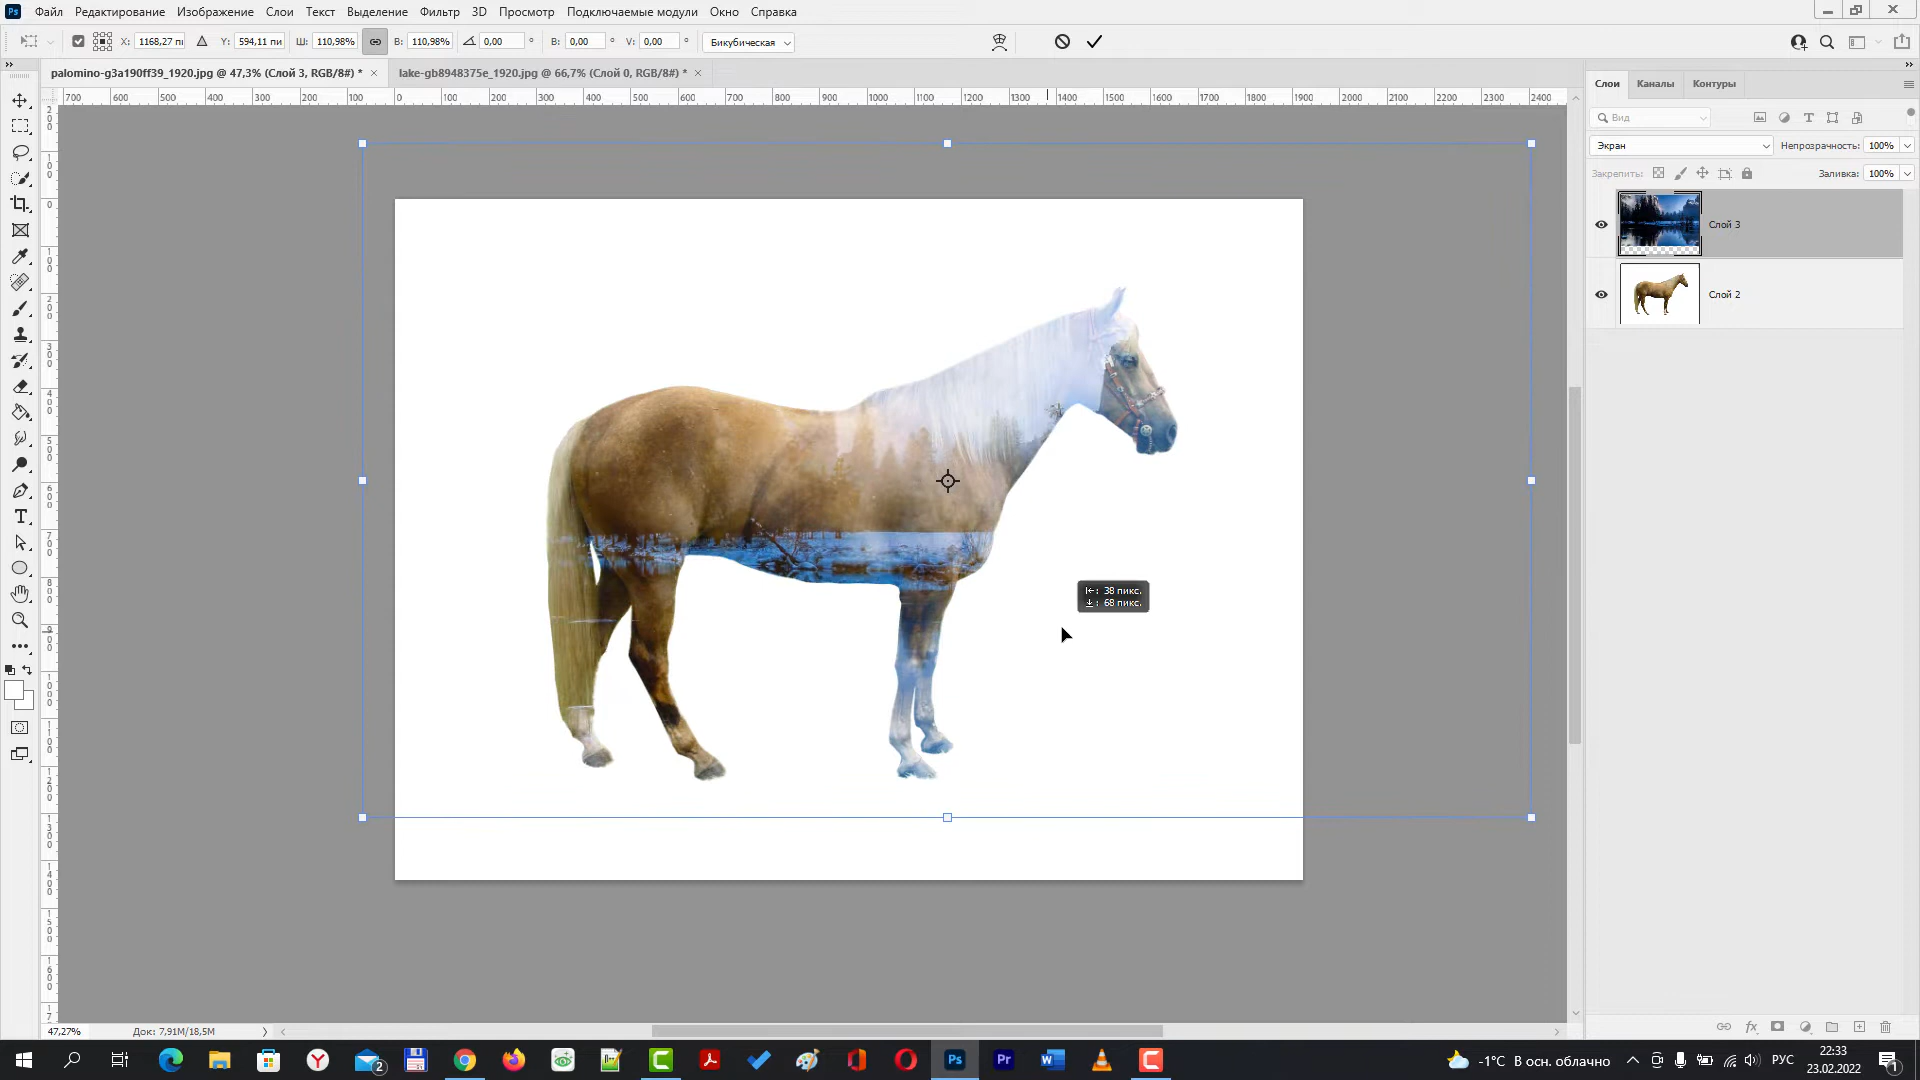 Файл Редактирование Изображение Слои Текст Выделение Фильтр 3D Просмотр Подключаемые модули Окно Справка
X: 1168,27 пі Y: 594,11 пи Ш: 110,98% В: 110,98% 0,00 ° В: 0,00 ° V: 0,00 ° Бикубическая
palomino-g3a190ff39_1920.jpg @ 47,3% (Слой 3, RGB/8#) * × lake-gb8948375e_1920.jpg @ 66,7% (Слой 0, RGB/8#) * ×
700 600 500 400 300 200 100 0 100 200 300 400 500 600 700 800 900 1000 1100 1200 1300 1400 1500 1600 1700 1800 1900 2000 2100 2200 2300 2400
Слои Каналы Контуры
Вид
Экран Непрозрачность: 100%
Закрепить: Заливка: 100%
Слой 3
Слой 2
38 пикс.
68 пикс.
47,27% Док: 7,91M/18,5M
-1°C В осн. облачно РУС 22:33
23.02.2022